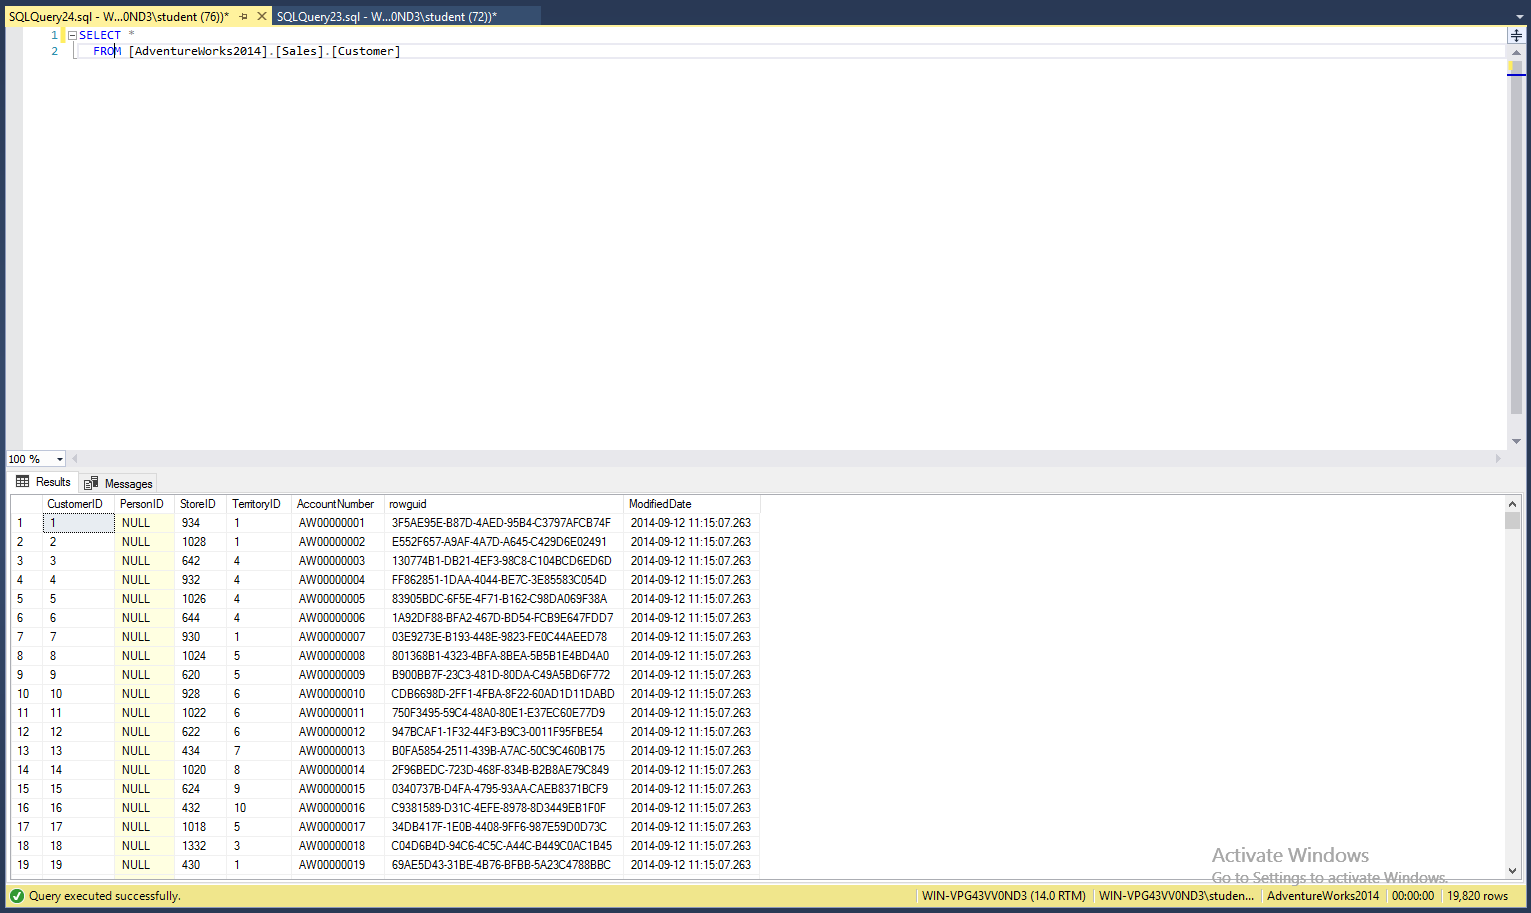 SQLQuery24.sql - W...0ND3\student (76))* SQLQuery23.sql - W...0ND3\student (72))*
1 SELECT *
2 FROM [AdventureWorks2014].[Sales].[Customer]
100 %
Results Messages
CustomerID PersonID StoreID TerritoryID AccountNumber rowguid ModifiedDate
1 1 NULL 934 1 AW00000001 3F5AE95E-B87D-4AED-95B4-C3797AFCB74F 2014-09-12 11:15:07.263
2 2 NULL 1028 1 AW00000002 E552F657-A9AF-4A7D-A645-C429D6E02491 2014-09-12 11:15:07.263
3 3 NULL 642 4 AW00000003 130774B1-DB21-4EF3-98C8-C104BCD6ED6D 2014-09-12 11:15:07.263
4 4 NULL 932 4 AW00000004 FF862851-1DAA-4044-BE7C-3E85583C054D 2014-09-12 11:15:07.263
5 5 NULL 1026 4 AW00000005 83905BDC-6F5E-4F71-B162-C98DA069F38A 2014-09-12 11:15:07.263
6 6 NULL 644 4 AW00000006 1A92DF88-BFA2-467D-BD54-FCB9E647FDD7 2014-09-12 11:15:07.263
7 7 NULL 930 1 AW00000007 03E9273E-B193-448E-9823-FE0C44AEED78 2014-09-12 11:15:07.263
8 8 NULL 1024 5 AW00000008 801368B1-4323-4BFA-8BEA-5B5B1E4BD4A0 2014-09-12 11:15:07.263
9 9 NULL 620 5 AW00000009 B900BB7F-23C3-481D-80DA-C49A5BD6F772 2014-09-12 11:15:07.263
10 10 NULL 928 6 AW00000010 CDB6698D-2FF1-4FBA-8F22-60AD1D11DABD 2014-09-12 11:15:07.263
11 11 NULL 1022 6 AW00000011 750F3495-59C4-48A0-80E1-E37EC60E77D9 2014-09-12 11:15:07.263
12 12 NULL 622 6 AW00000012 947BCAF1-1F32-44F3-B9C3-0011F95FBE54 2014-09-12 11:15:07.263
13 13 NULL 434 7 AW00000013 B0FA5854-2511-439B-A7AC-50C9C460B175 2014-09-12 11:15:07.263
14 14 NULL 1020 8 AW00000014 2F96BEDC-723D-468F-834B-B2B8AE79C849 2014-09-12 11:15:07.263
15 15 NULL 624 9 AW00000015 0340737B-D4FA-4795-93AA-CAEB8371BCF9 2014-09-12 11:15:07.263
16 16 NULL 432 10 AW00000016 C9381589-D31C-4EFE-8978-8D3449EB1F0F 2014-09-12 11:15:07.263
17 17 NULL 1018 5 AW00000017 34DB417F-1E0B-4408-9FF6-987E59D0D73C 2014-09-12 11:15:07.263
18 18 NULL 1332 3 AW00000018 C04D6B4D-94C6-4C5C-A44C-B449C0AC1B45 2014-09-12 11:15:07.263
19 19 NULL 430 1 AW00000019 69AE5D43-31BE-4B76-BFBB-5A23C4788BBC 2014-09-12 11:15:07.263
Activate Windows
Go to Settings to activate Windows.
Query executed successfully. WIN-VPG43VV0ND3 (14.0 RTM) WIN-VPG43VV0ND3\studen... AdventureWorks2014 00:00:00 19,820 rows